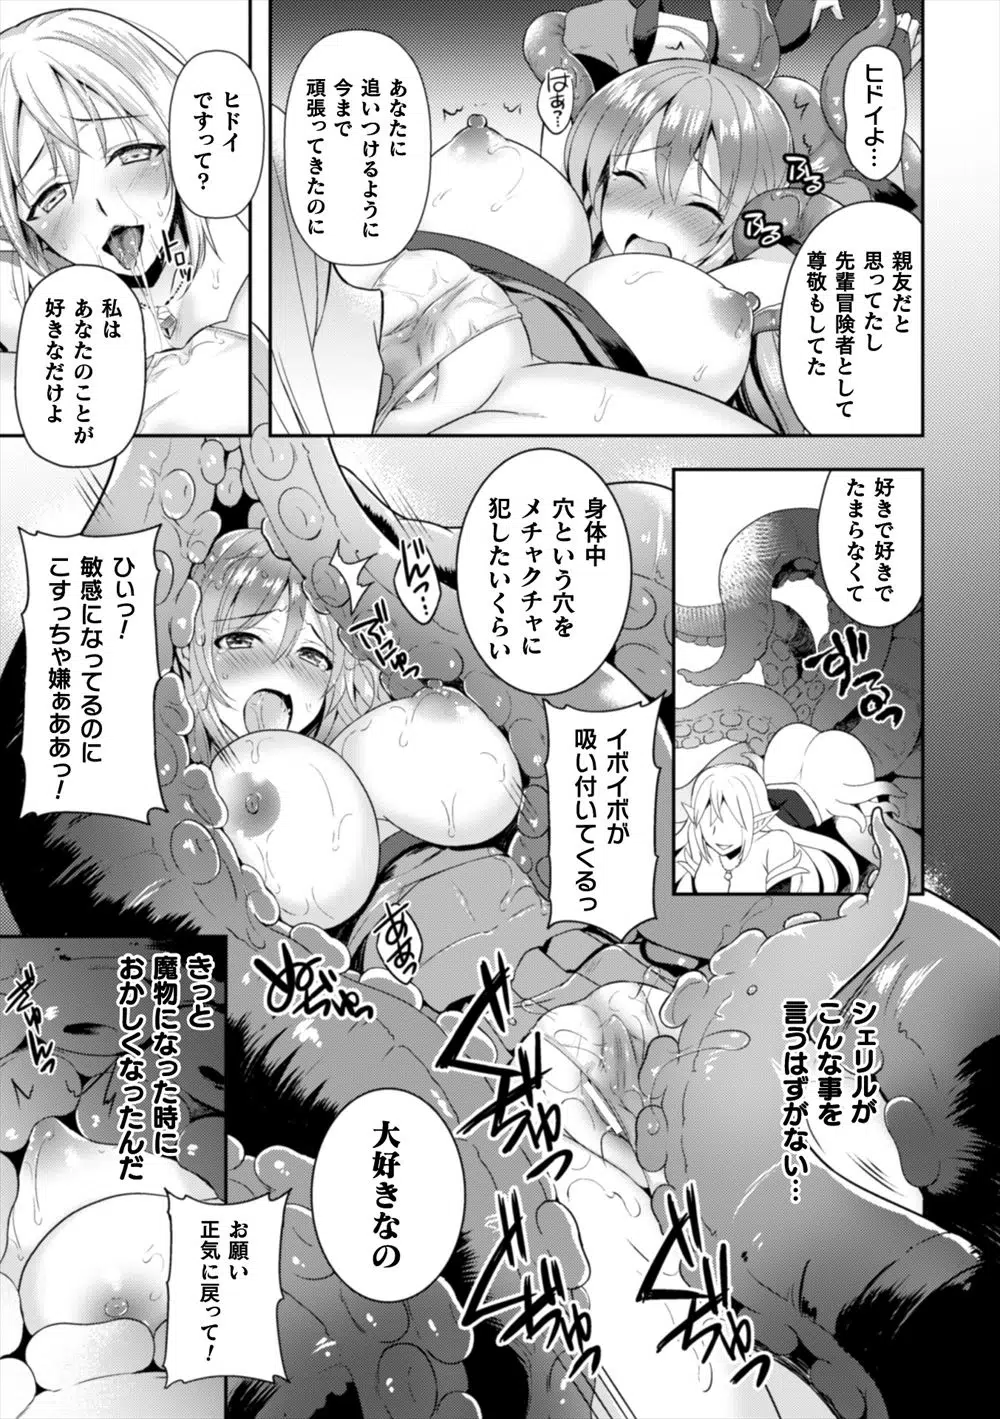 ヒドイよ…
親友だと
思ってたし
先輩冒険者として
尊敬もしてた
はぁ？…
ふる
ふる
あなたに
追いつけるように
今まで
頑張ってきたのに
ヒドイ
ですって？
私は
あなたのことが
好きなだけよ
好きで好きで
たまらなくて
身体中
穴という穴を
メチャクチャに
犯したいくらい
イボイボが
吸い付いてくるっ
ひいっ！
敏感になってるのに
こすっちゃ嫌ぁああっ！
シェリルが
こんな事を
言うはずがない…
大好きなの
きっと
魔物になった時に
おかしくなったんだ
お願い
正気に戻って！